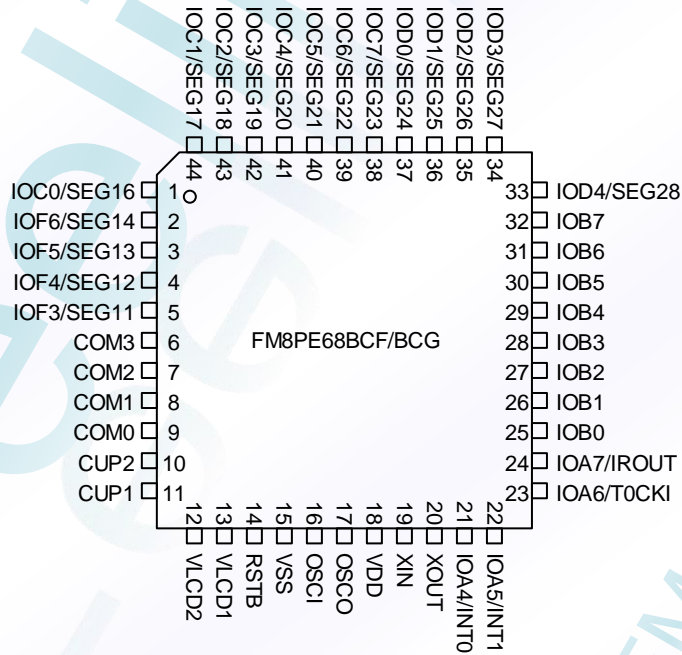 IOC1/SEG17
IOC2/SEG18
IOC3/SEG19
IOC4/SEG20
IOC5/SEG21
IOC6/SEG22
IOC7/SEG23
IOD0/SEG24
IOD1/SEG25
IOD2/SEG26
IOD3/SEG27
44 43 42 41 40 39 38 37 36 35 34
IOC0/SEG16 1 33 IOD4/SEG28
IOF6/SEG14 2 32 IOB7
IOF5/SEG13 3 31 IOB6
IOF4/SEG12 4 30 IOB5
IOF3/SEG11 5 29 IOB4
COM3 6 FM8PE68BCF/BCG 28 IOB3
COM2 7 27 IOB2
COM1 8 26 IOB1
COM0 9 25 IOB0
CUP2 10 24 IOA7/IROUT
CUP1 11 23 IOA6/T0CKI
12 13 14 15 16 17 18 19 20 21 22
VLCD2
VLCD1
RSTB
VSS
OSCI
OSCO
VDD
XIN
XOUT
IOA4/INT0
IOA5/INT1